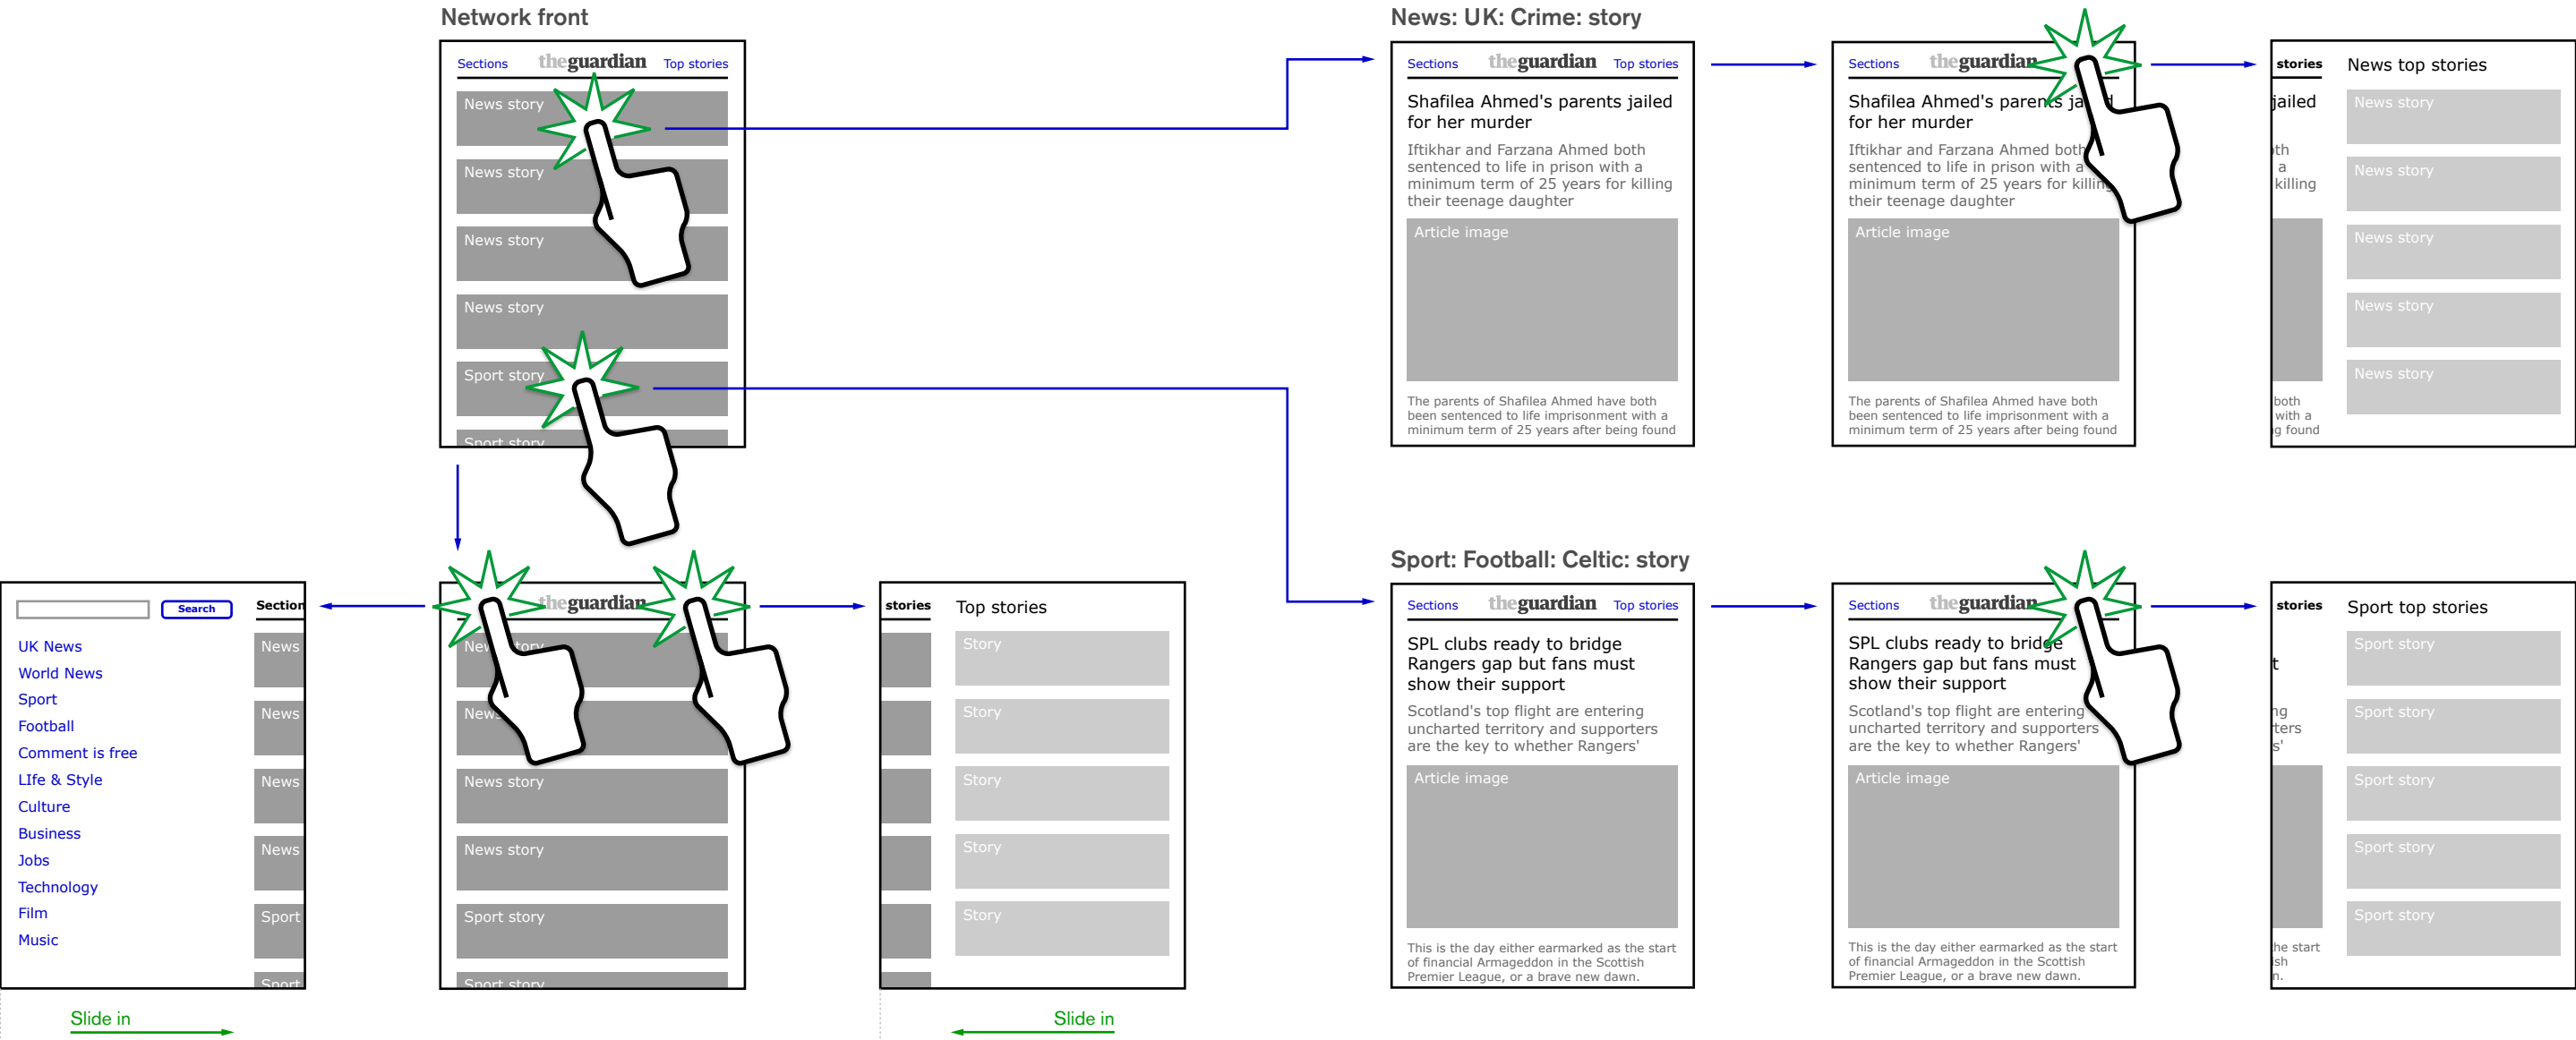 Network front
Sections theguardian Top stories
News story
News story
News story
News story
Sport story
Sport story
News: UK: Crime: story
Sections theguardian Top stories
Shafilea Ahmed's parents jailed
for her murder
Iftikhar and Farzana Ahmed both
sentenced to life in prison with a
minimum term of 25 years for killing
their teenage daughter
Article image
The parents of Shafilea Ahmed have both
been sentenced to life imprisonment with a
minimum term of 25 years after being found
Sections theguardian
Shafilea Ahmed's parents jailed
for her murder
Iftikhar and Farzana Ahmed both
sentenced to life in prison with a
minimum term of 25 years for killing
their teenage daughter
Article image
The parents of Shafilea Ahmed have both
been sentenced to life imprisonment with a
minimum term of 25 years after being found
stories News top stories
jailed
th
a
killing
both
with a
g found
News story
News story
News story
News story
News story
Search
Section
UK News
World News
Sport
Football
Comment is free
LIfe & Style
Culture
Business
Jobs
Technology
Film
Music
News
News
News
News
Sport
Sport
Slide in
theguardian
News story
News
News story
News story
Sport story
Sport story
stories Top stories
Story
Story
Story
Story
Story
Slide in
Sport: Football: Celtic: story
Sections theguardian Top stories
SPL clubs ready to bridge
Rangers gap but fans must
show their support
Scotland's top flight are entering
uncharted territory and supporters
are the key to whether Rangers'
Article image
This is the day either earmarked as the start
of financial Armageddon in the Scottish
Premier League, or a brave new dawn.
Sections theguardian
SPL clubs ready to bridge
Rangers gap but fans must
show their support
Scotland's top flight are entering
uncharted territory and supporters
are the key to whether Rangers'
Article image
This is the day either earmarked as the start
of financial Armageddon in the Scottish
Premier League, or a brave new dawn.
stories Sport top stories
t
ng
ters
s'
he start
ish
n.
Sport story
Sport story
Sport story
Sport story
Sport story